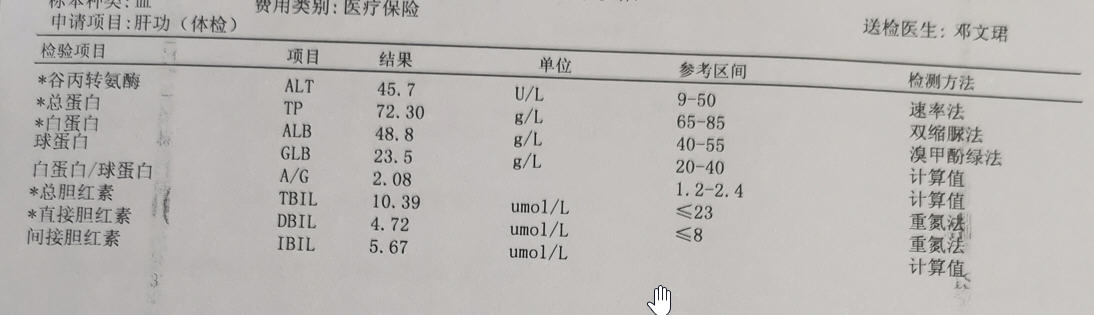 费用类别:医疗保险
申请项目:肝功（体检） 送检医生: 邓文珺
检验项目 项目 结果 单位 参考区间 检测方法
*谷丙转氨酶 ALT 45.7 U/L 9-50 速率法
*总蛋白 TP 72.30 g/L 65-85 双缩脲法
*白蛋白 ALB 48.8 g/L 40-55 溴甲酚绿法
球蛋白 GLB 23.5 g/L 20-40 计算值
白蛋白/球蛋白 A/G 2.08 1.2-2.4 计算值
*总胆红素 TBIL 10.39 umol/L ≤23 重氮法
*直接胆红素 DBIL 4.72 umol/L ≤8 重氮法
间接胆红素 IBIL 5.67 umol/L 计算值